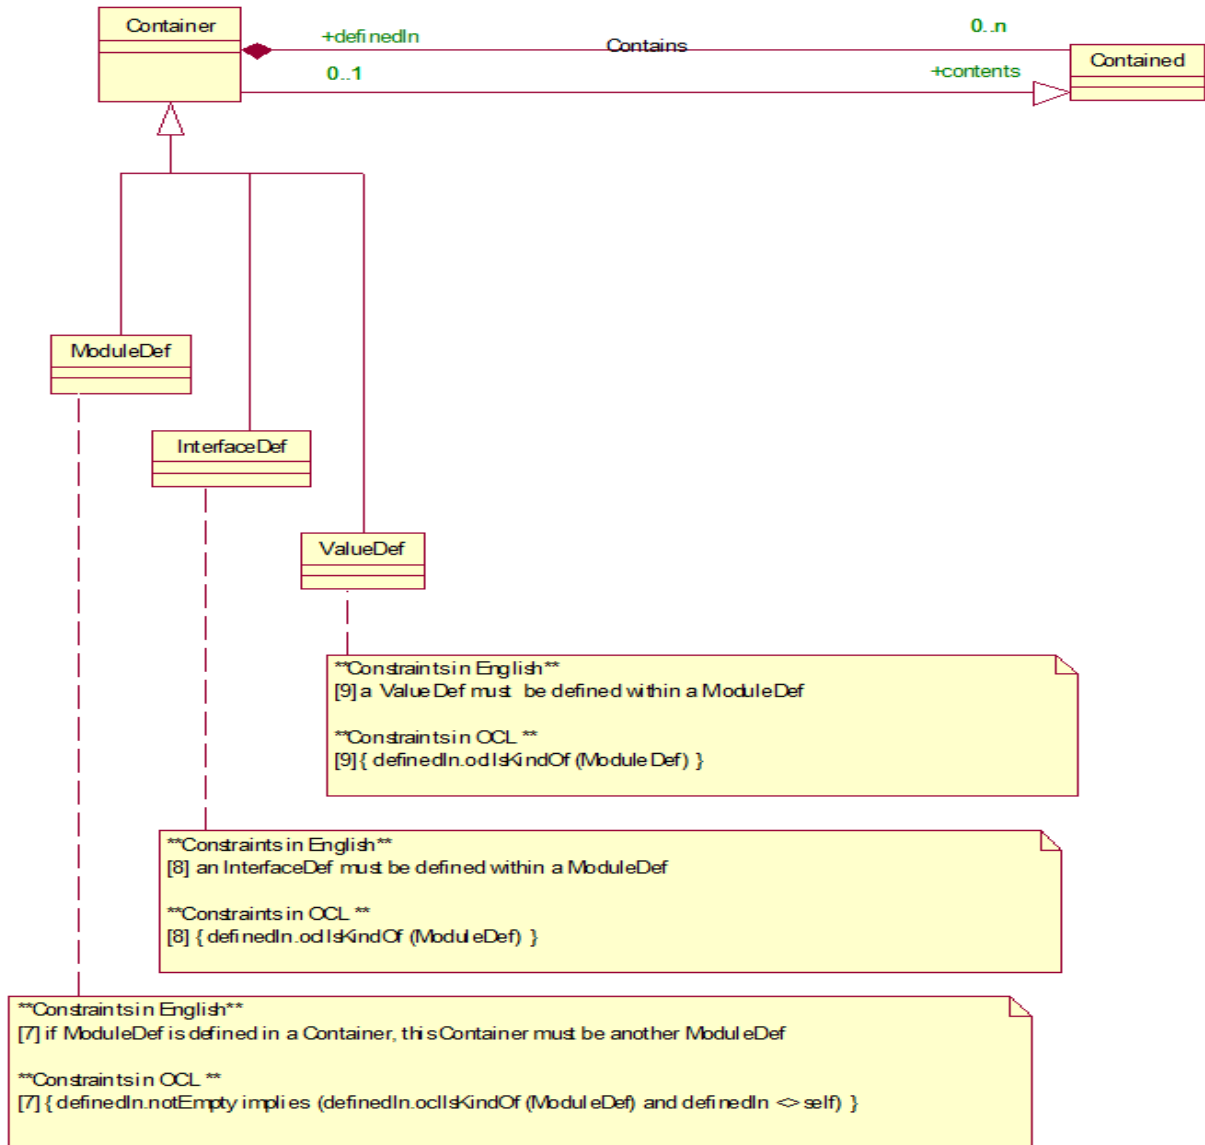 Container
+definedIn
0..n
Contains
Contained
0..1
+contents
ModuleDef
InterfaceDef
ValueDef
**Constraints in English**
[9] a ValueDef must be defined within a ModuleDef
**Constraints in OCL **
[9] { definedIn.oclIsKindOf (ModuleDef) }
**Constraints in English**
[8] an InterfaceDef must be defined within a ModuleDef
**Constraints in OCL **
[8] { definedIn.oclIsKindOf (ModuleDef) }
**Constraints in English**
[7] if ModuleDef is defined in a Container, this Container must be another ModuleDef
**Constraints in OCL **
[7] { definedIn.notEmpty implies (definedIn.oclIsKindOf (ModuleDef) and definedIn <> self) }